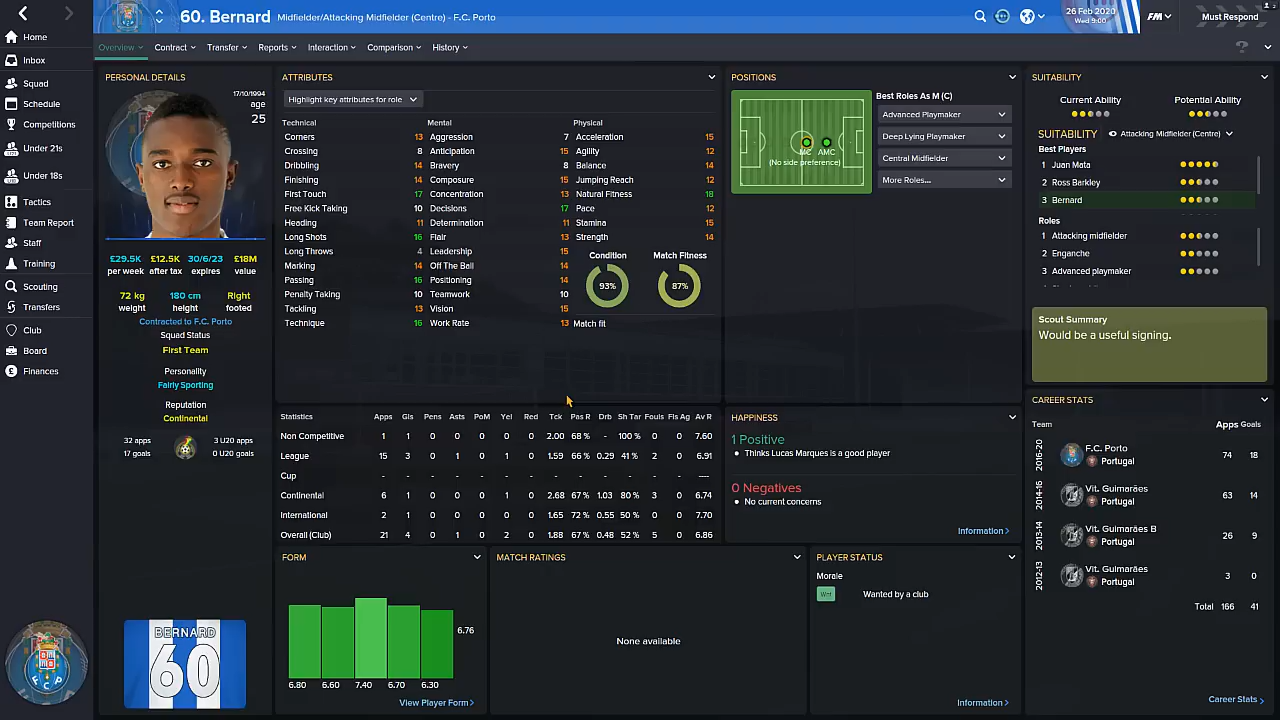 60. Bernard
Midfielder/Attacking Midfielder (Centre) - F.C. Porto
26 Feb 2020
Wed 9:00
FM
Must Respond
Home
Inbox
Squad
Schedule
Competitions
Under 21s
Under 18s
Tactics
Team Report
Staff
Training
Scouting
Transfers
Club
Board
Finances
Overview Contract Transfer Reports Interaction Comparison History
PERSONAL DETAILS
17/10/1994
age
25
£29.5K £12.5K 30/6/23 £18M
per week after tax expires value
72 kg 180 cm Right
weight height footed
Contracted to F.C. Porto
Squad Status
First Team
Personality
Fairly Sporting
Reputation
Continental
32 apps 3 U20 apps
17 goals 0 U20 goals
BERNARD
60
ATTRIBUTES
Highlight key attributes for role
Technical Mental Physical
Corners 13 Aggression 7 Acceleration 15
Crossing 8 Anticipation 15 Agility 12
Dribbling 14 Bravery 8 Balance 14
Finishing 14 Composure 15 Jumping Reach 12
First Touch 17 Concentration 13 Natural Fitness 18
Free Kick Taking 10 Decisions 17 Pace 12
Heading 11 Determination 11 Stamina 15
Long Shots 16 Flair 13 Strength 14
Long Throws 4 Leadership 15
Marking 14 Off The Ball 14
Passing 16 Positioning 14
Penalty Taking 10 Teamwork 10
Tackling 13 Vision 15
Technique 16 Work Rate 13
Condition Match Fitness
93% 87%
Match fit
Statistics Apps Gls Pens Asts PoM Yel Red Tck Pas R Drb Sh Tar Fouls Fls Ag Av R
Non Competitive 1 1 0 0 0 0 0 2.00 68 % - 100 % 0 0 7.60
League 15 3 0 1 0 1 0 1.59 66 % 0.29 41 % 2 0 6.91
Cup - - - - - - - - - - - - - ----
Continental 6 1 0 0 0 1 0 2.68 67 % 1.03 80 % 3 0 6.74
International 2 1 0 1 0 0 0 1.65 72 % 0.55 50 % 0 0 7.70
Overall (Club) 21 4 0 1 0 2 0 1.88 67 % 0.48 52 % 5 0 6.86
FORM
6.76
6.80 6.60 7.40 6.70 6.30
View Player Form>
MATCH RATINGS
None available
POSITIONS
MC AMC
(No side preference)
Best Roles As M (C)
Advanced Playmaker
Deep Lying Playmaker
Central Midfielder
More Roles...
HAPPINESS
1 Positive
• Thinks Lucas Marques is a good player
0 Negatives
• No current concerns
Information>
PLAYER STATUS
Morale
Wnt Wanted by a club
Information>
SUITABILITY
Current Ability Potential Ability
SUITABILITY Attacking Midfielder (Centre)
Best Players
1 Juan Mata
2 Ross Barkley
3 Bernard
Roles
1 Attacking midfielder
2 Enganche
3 Advanced playmaker
Scout Summary
Would be a useful signing.
CAREER STATS
Team Apps Goals
2016-20 F.C. Porto 74 18
Portugal
2014-16 Vit. Guimarães 63 14
Portugal
2013-14 Vit. Guimarães B 26 9
Portugal
2012-13 Vit. Guimarães 3 0
Portugal
Total 166 41
Career Stats >